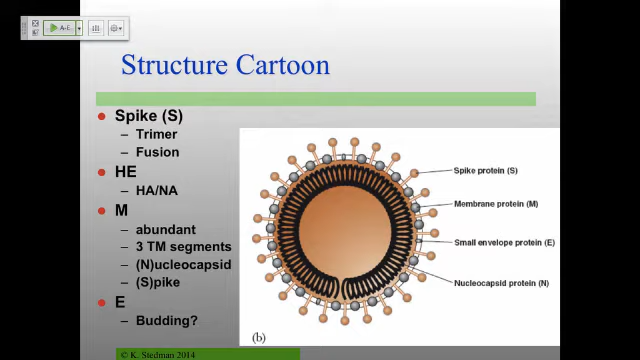 A-E
Structure Cartoon
Spike (S)
– Trimer
– Fusion
HE
– HA/NA
M
– abundant
– 3 TM segments
– (N)ucleocapsid
– (S)pike
E
– Budding?
Spike protein (S)
Membrane protein (M)
Small envelope protein (E)
Nucleocapsid protein (N)
(b)
© K. Stedman 2014